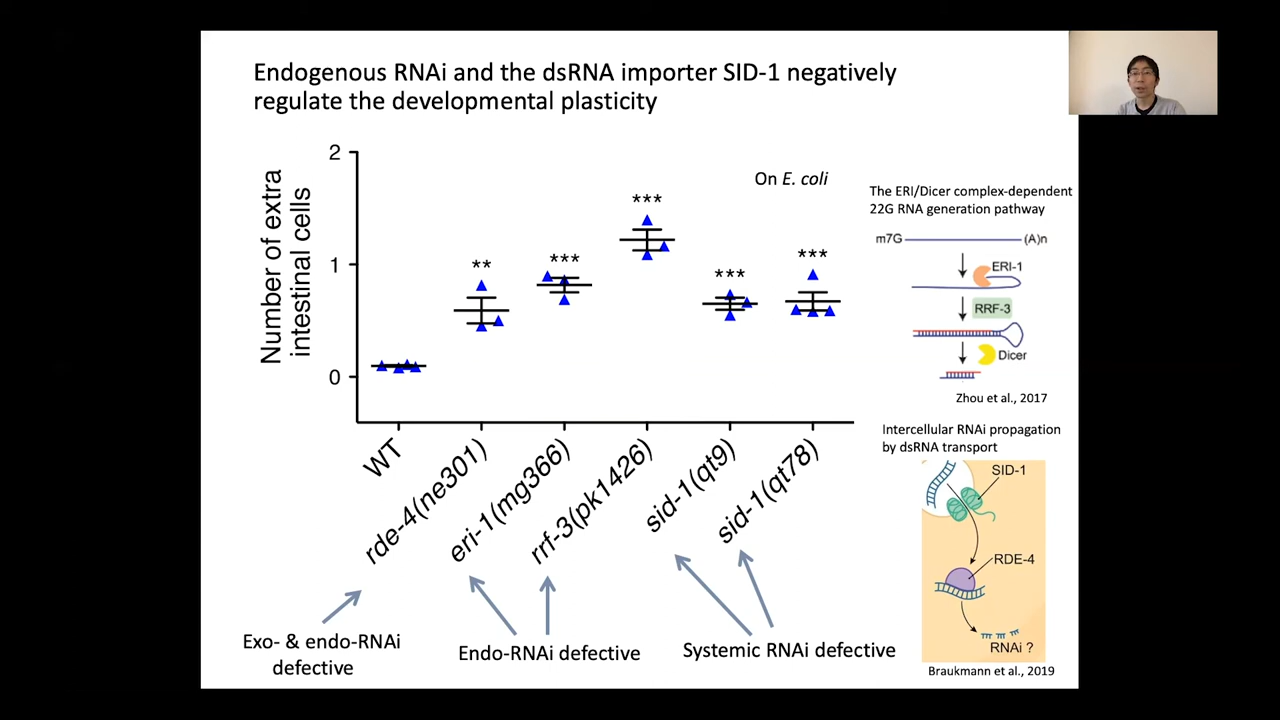 Endogenous RNAi and the dsRNA importer SID-1 negatively
regulate the developmental plasticity
Number of extra
intestinal cells
2
1
0
On E. coli
**
***
***
***
***
WT
rde-4(ne301)
eri-1(mg366)
rrf-3(pk1426)
sid-1(qt9)
sid-1(qt78)
Exo- & endo-RNAi
defective
Endo-RNAi defective
Systemic RNAi defective
The ERI/Dicer complex-dependent
22G RNA generation pathway
m7G
(A)n
ERI-1
RRF-3
Dicer
Zhou et al., 2017
Intercellular RNAi propagation
by dsRNA transport
SID-1
RDE-4
RNAi ?
Braukmann et al., 2019